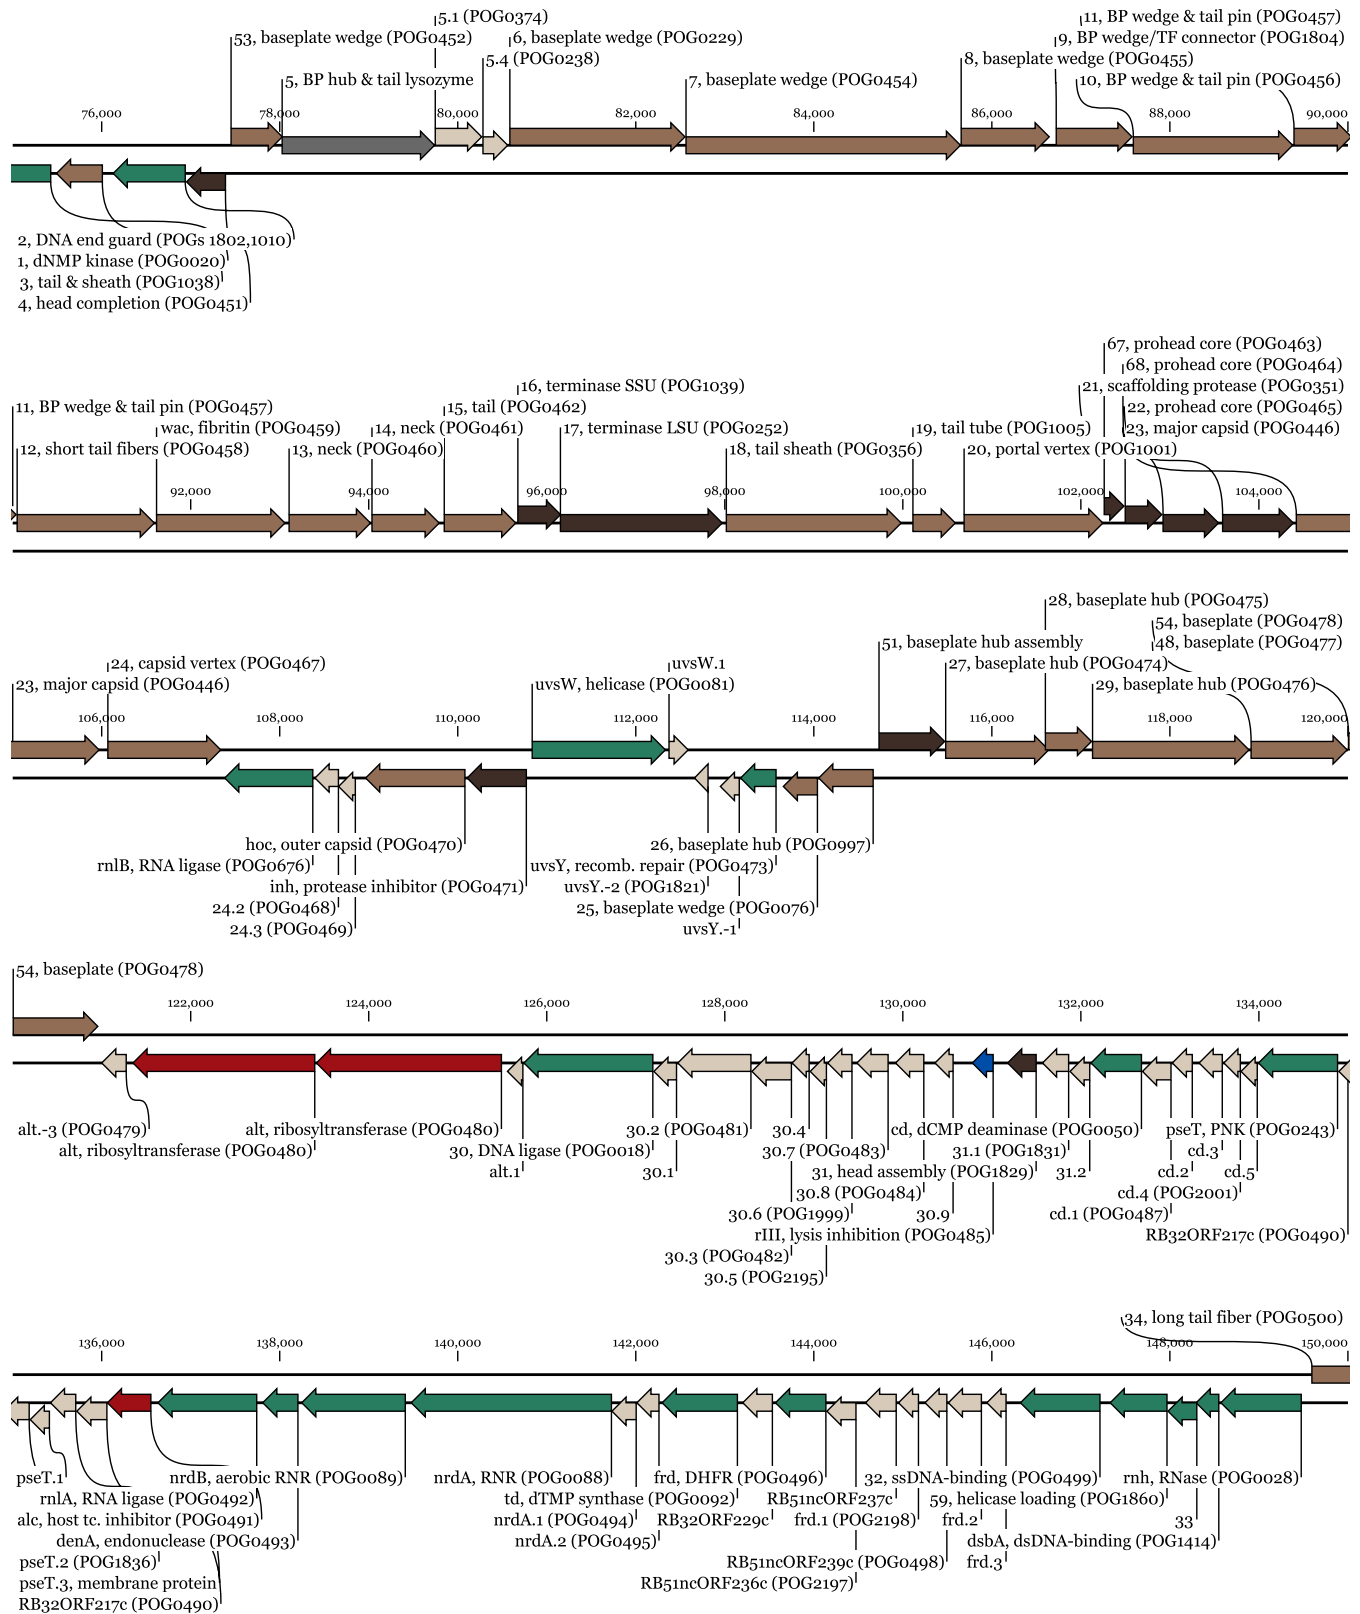 5.1 (POG0374)
11, BP wedge & tail pin (POG0457)
53, baseplate wedge (POG0452)
6, baseplate wedge (POG0229)
9, BP wedge/TF connector (POG1804)
5.4 (POG0238)
8, baseplate wedge (POG0455)
5, BP hub & tail lysozyme
7, baseplate wedge (POG0454)
10, BP wedge & tail pin (POG0456)
76,000
78,000
80,000
82,000
84,000
86,000
88,000
90,000
2, DNA end guard (POGs 1802,1010)
1, dNMP kinase (POG0020)
3, tail & sheath (POG1038)
4, head completion (POG0451)
67, prohead core (POG0463)
68, prohead core (POG0464)
16, terminase SSU (POG1039)
21, scaffolding protease (POG0351)
11, BP wedge & tail pin (POG0457)
15, tail (POG0462)
22, prohead core (POG0465)
wac, fibritin (POG0459)
14, neck (POG0461)
17, terminase LSU (POG0252)
19, tail tube (POG1005)
23, major capsid (POG0446)
12, short tail fibers (POG0458)
13, neck (POG0460)
18, tail sheath (POG0356)
20, portal vertex (POG1001)
92,000
94,000
96,000
98,000
100,000
102,000
104,000
28, baseplate hub (POG0475)
54, baseplate (POG0478)
51, baseplate hub assembly
48, baseplate (POG0477)
24, capsid vertex (POG0467)
uvsW.1
27, baseplate hub (POG0474)
23, major capsid (POG0446)
uvsW, helicase (POG0081)
29, baseplate hub (POG0476)
106,000
108,000
110,000
112,000
114,000
116,000
118,000
120,000
hoc, outer capsid (POG0470)
26, baseplate hub (POG0997)
rnlB, RNA ligase (POG0676)
uvsY, recomb. repair (POG0473)
inh, protease inhibitor (POG0471)
uvsY.-2 (POG1821)
24.2 (POG0468)
25, baseplate wedge (POG0076)
24.3 (POG0469)
uvsY.-1
54, baseplate (POG0478)
122,000
124,000
126,000
128,000
130,000
132,000
134,000
alt.-3 (POG0479)
alt, ribosyltransferase (POG0480)
30.2 (POG0481)
30.4
cd, dCMP deaminase (POG0050)
pseT, PNK (POG0243)
alt, ribosyltransferase (POG0480)
30, DNA ligase (POG0018)
30.7 (POG0483)
31.1 (POG1831)
cd.3
alt.1
30.1
31, head assembly (POG1829)
31.2
cd.2
cd.5
30.8 (POG0484)
cd.4 (POG2001)
30.6 (POG1999)
30.9
cd.1 (POG0487)
rIII, lysis inhibition (POG0485)
RB32ORF217c (POG0490)
30.3 (POG0482)
30.5 (POG2195)
34, long tail fiber (POG0500)
136,000
138,000
140,000
142,000
144,000
146,000
148,000
150,000
pseT.1
nrdB, aerobic RNR (POG0089)
nrdA, RNR (POG0088)
frd, DHFR (POG0496)
32, ssDNA-binding (POG0499)
rnh, RNase (POG0028)
rnlA, RNA ligase (POG0492)
td, dTMP synthase (POG0092)
RB51ncORF237c
59, helicase loading (POG1860)
alc, host tc. inhibitor (POG0491)
nrdA.1 (POG0494)
RB32ORF229c
frd.1 (POG2198)
frd.2
33
denA, endonuclease (POG0493)
nrdA.2 (POG0495)
dsbA, dsDNA-binding (POG1414)
pseT.2 (POG1836)
RB51ncORF239c (POG0498)
frd.3
pseT.3, membrane protein
RB51ncORF236c (POG2197)
RB32ORF217c (POG0490)